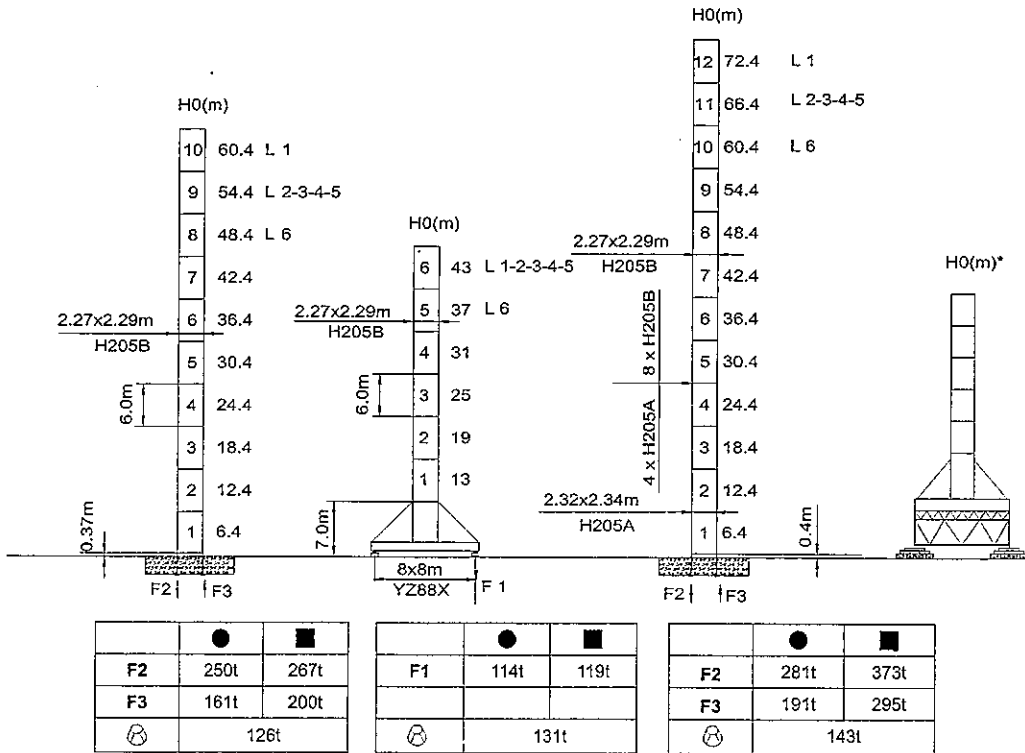 H0(m)
10 60.4 L 1
9 54.4 L 2-3-4-5
8 48.4 L 6
7 42.4
6 36.4
5 30.4
4 24.4
3 18.4
2 12.4
1 6.4
2.27x2.29m
H205B
6.0m
0.37m
F2 F3
H0(m)
6 43 L 1-2-3-4-5
5 37 L 6
4 31
3 25
2 19
1 13
2.27x2.29m
H205B
6.0m
7.0m
8x8m
YZ88X
F 1
H0(m)
12 72.4 L 1
11 66.4 L 2-3-4-5
10 60.4 L 6
9 54.4
8 48.4
7 42.4
6 36.4
5 30.4
4 24.4
3 18.4
2 12.4
1 6.4
2.27x2.29m
H205B
4 x H205A 8 x H205B
2.32x2.34m
H205A
0.4m
F2 F3
H0(m)*
F2 250t 267t
F3 161t 200t
126t
F1 114t 119t
131t
F2 281t 373t
F3 191t 295t
143t